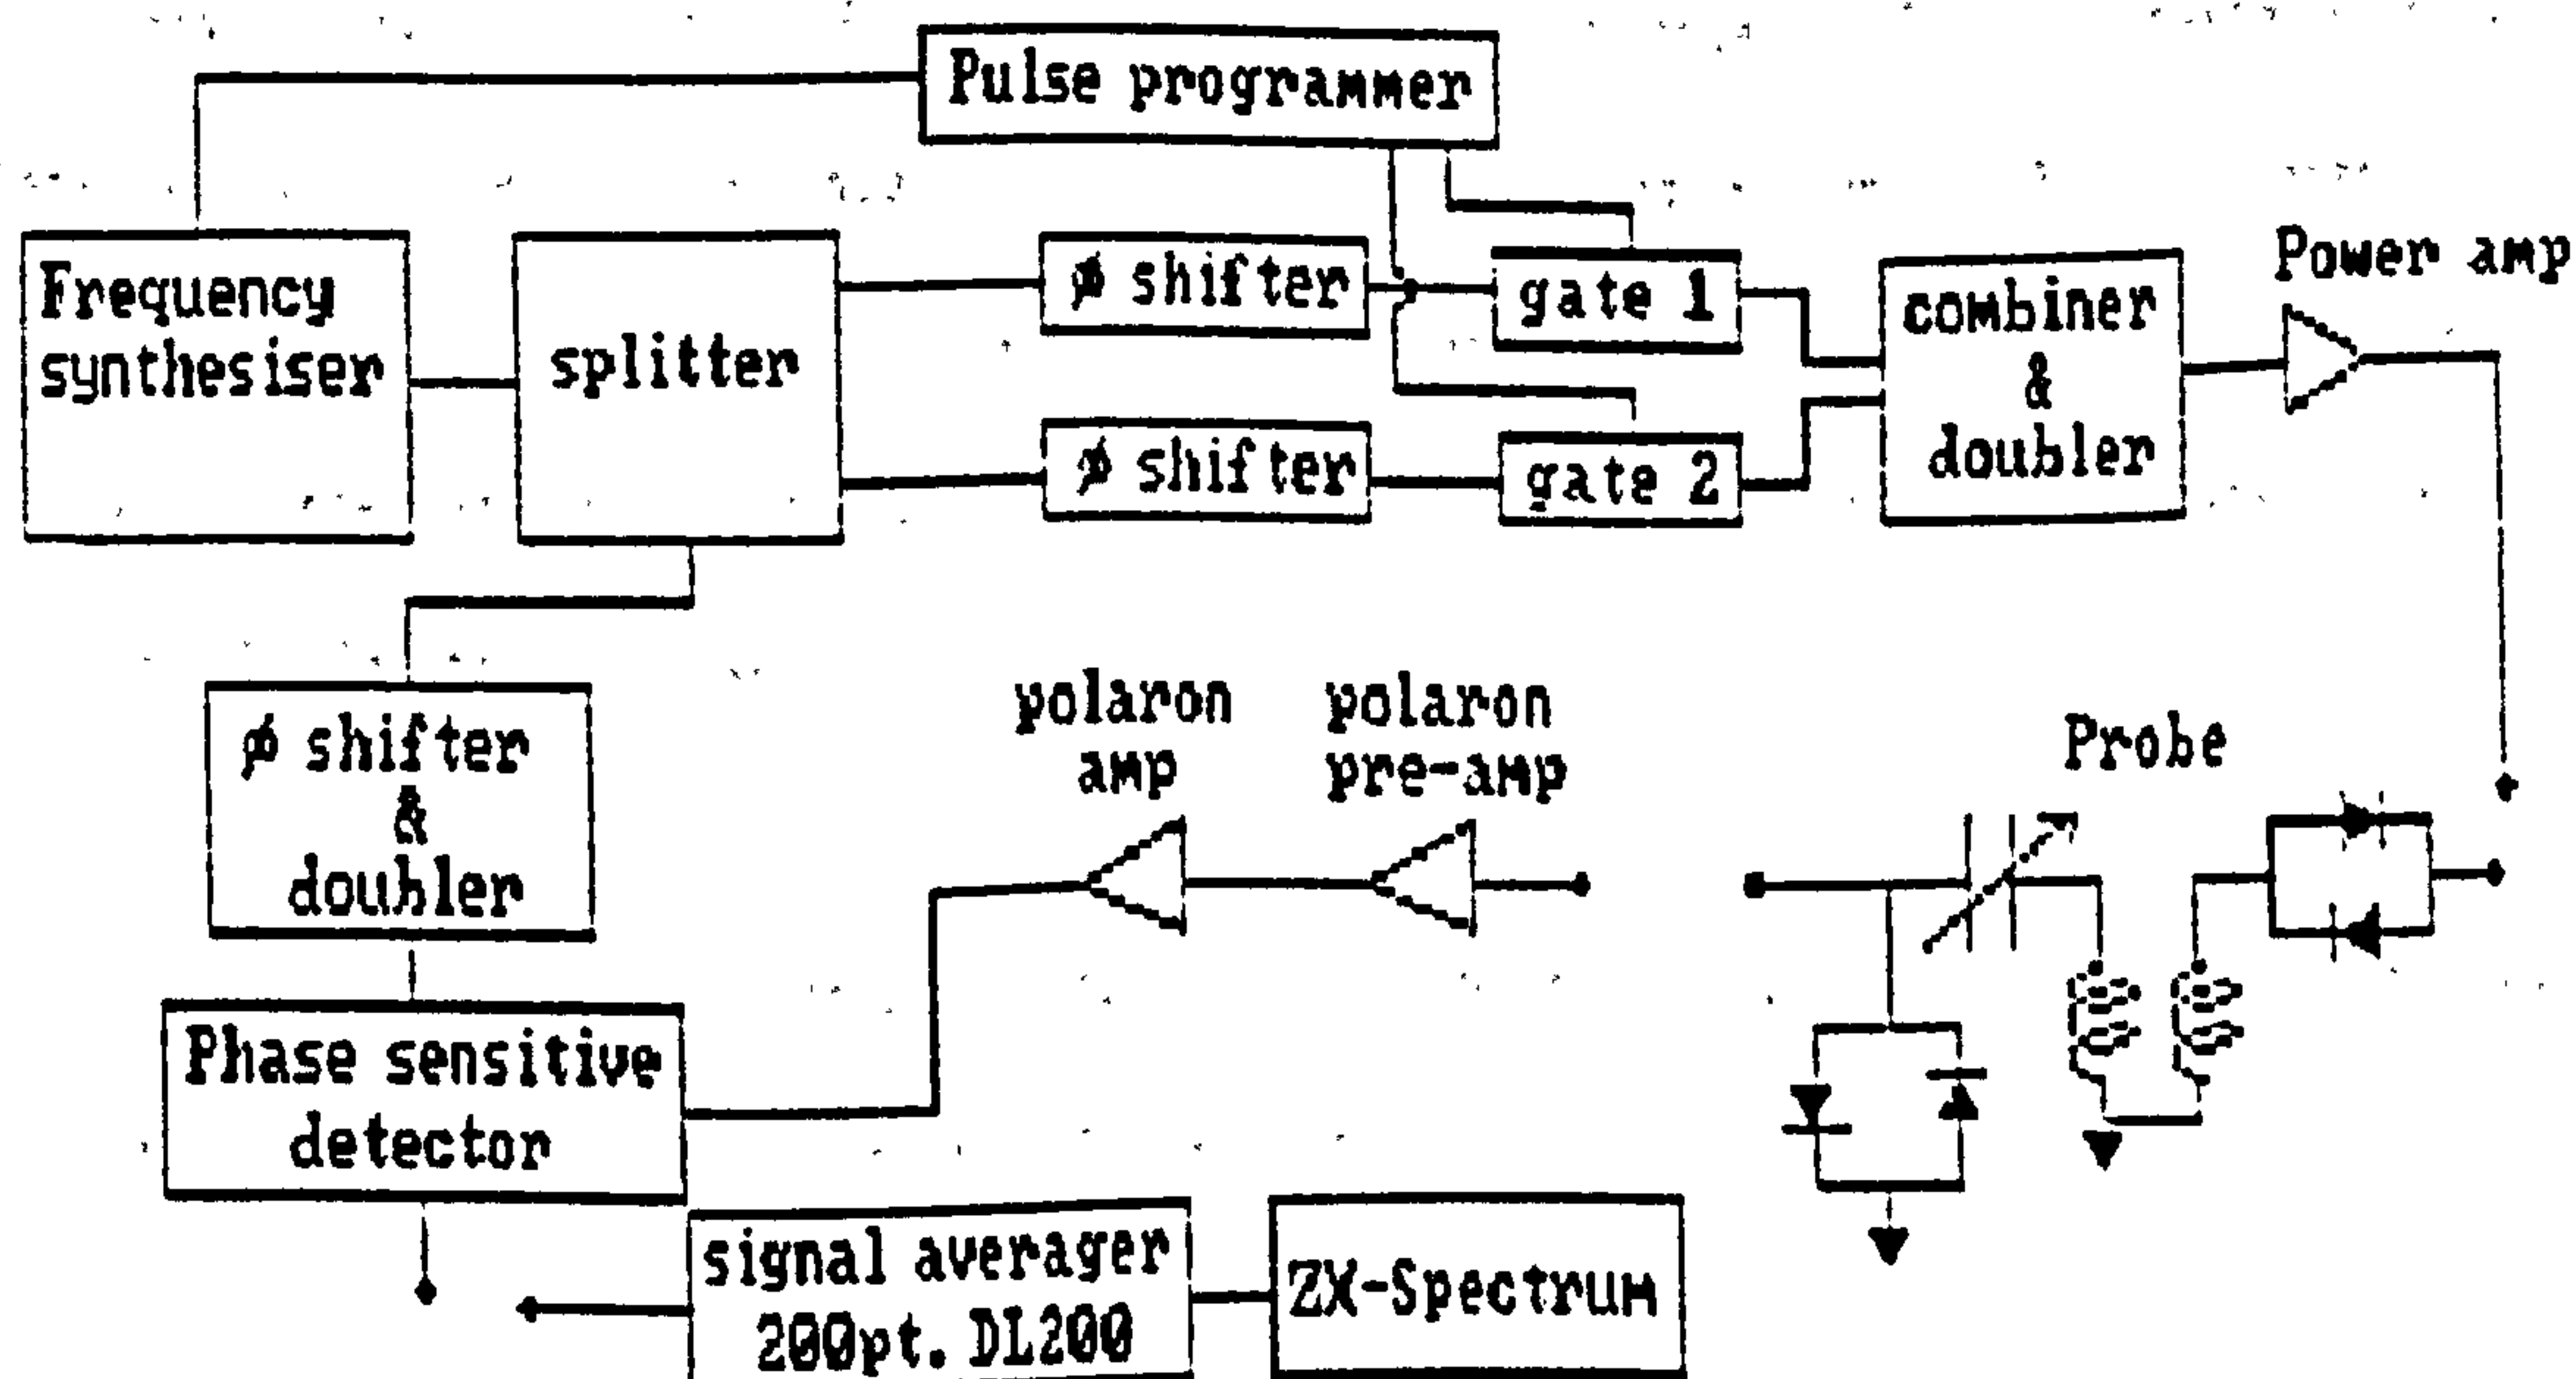 Pulse programmer
Frequency
synthesiser
splitter
ø shifter
gate 1
ø shifter
gate 2
combiner
&
doubler
Power amp
ø shifter
&
doubler
polaron
amp
polaron
pre-amp
Probe
Phase sensitive
detector
signal averager
200pt. DL200
ZX-Spectrum